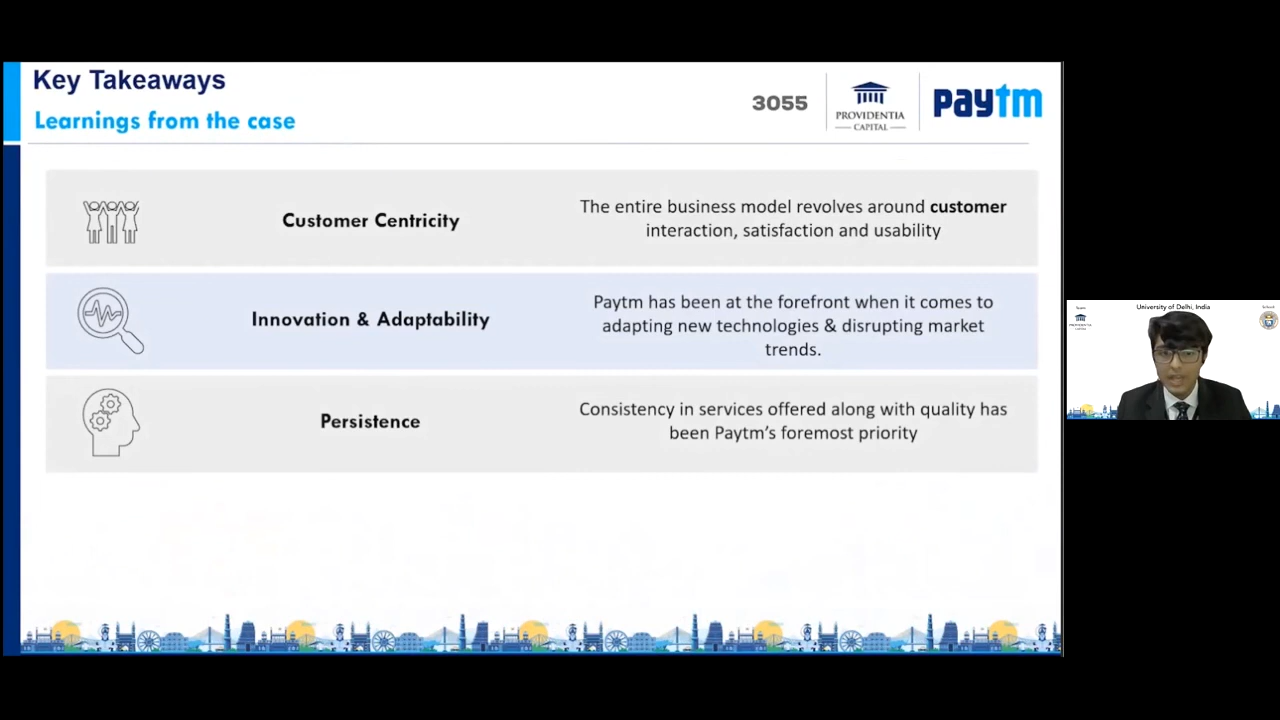 Key Takeaways
Learnings from the case
3055
PROVIDENTIA
CAPITAL
paytm
Customer Centricity
The entire business model revolves around customer
interaction, satisfaction and usability
Innovation & Adaptability
Paytm has been at the forefront when it comes to
adapting new technologies & disrupting market
trends.
Persistence
Consistency in services offered along with quality has
been Paytm's foremost priority
University of Delhi, India